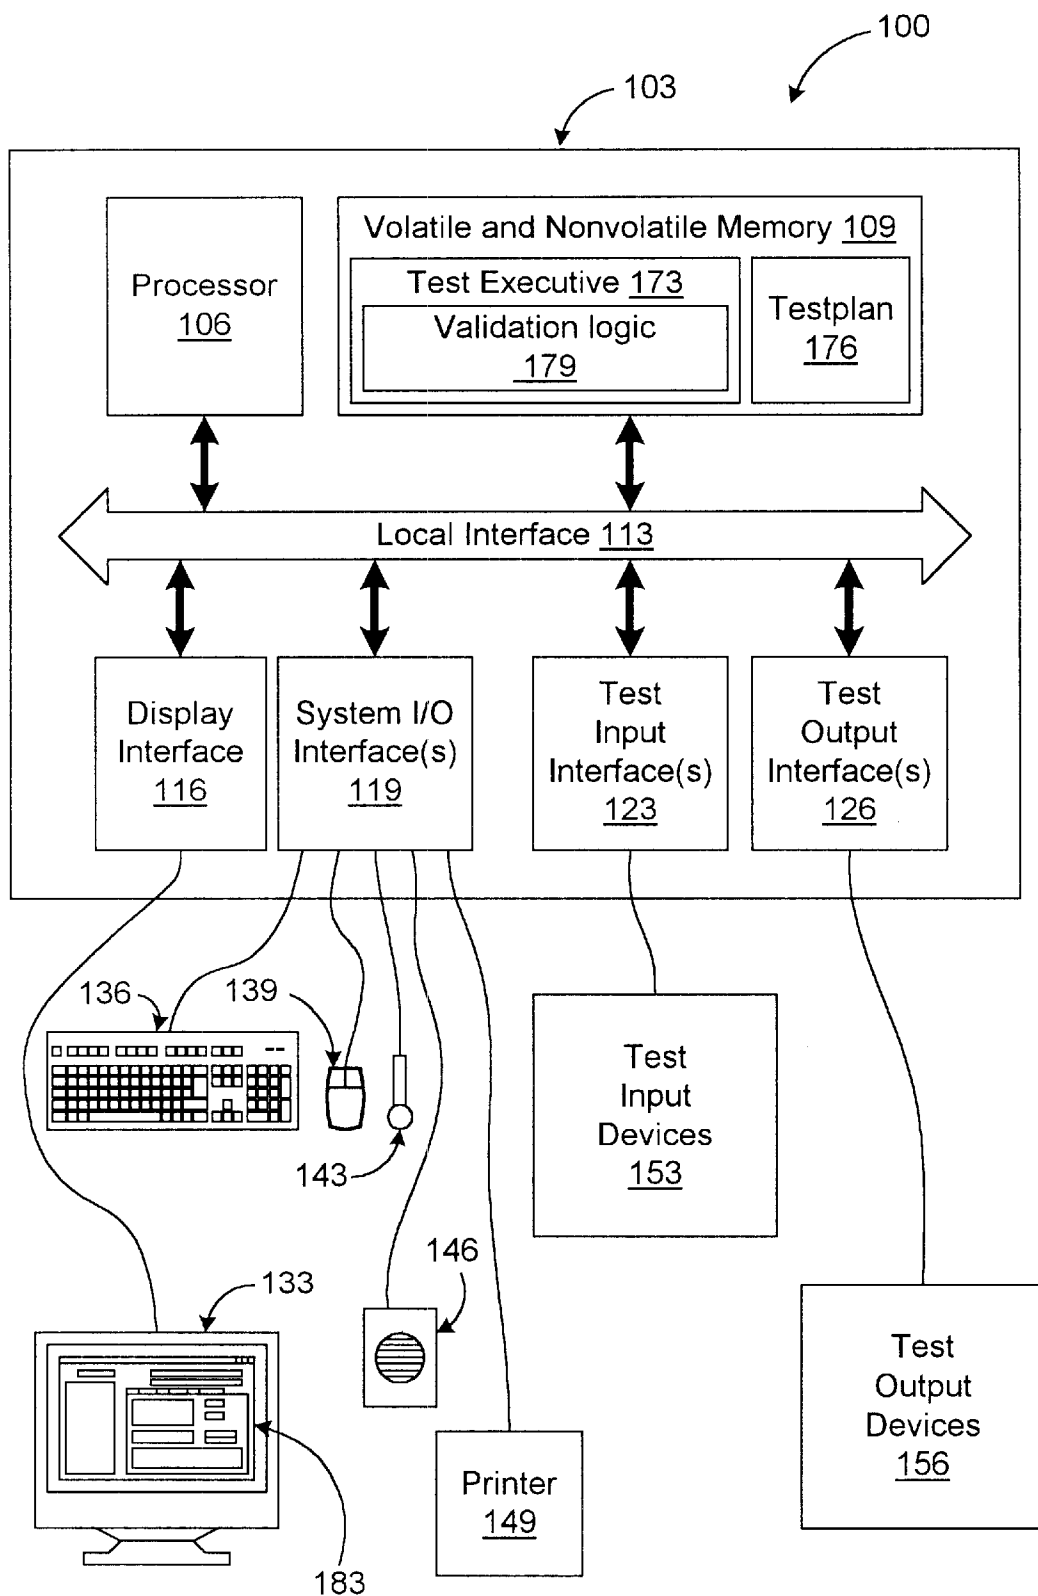 100
103
Volatile and Nonvolatile Memory 109
Processor
106
Test Executive 173
Validation logic
179
Testplan
176
Local Interface 113
Display
Interface
116
System I/O
Interface(s)
119
Test
Input
Interface(s)
123
Test
Output
Interface(s)
126
136
139
143
Test
Input
Devices
153
133
146
183
Printer
149
Test
Output
Devices
156